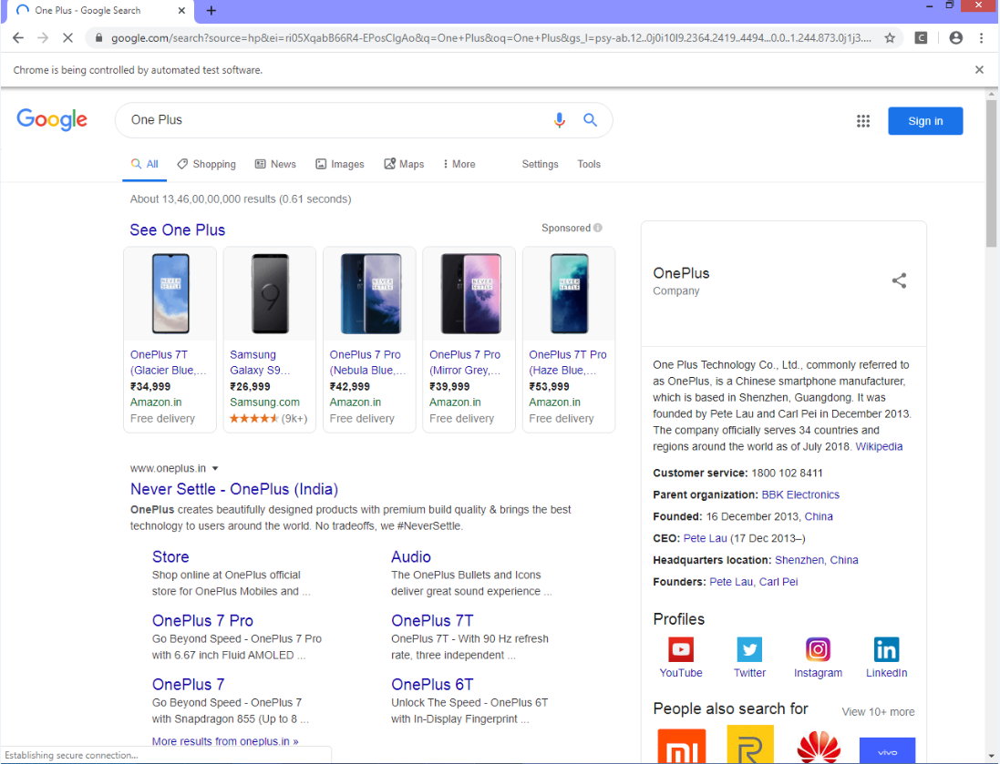 One Plus - Google Search
google.com/search?source=hp&ei=ri05XqabB66R4-EPosCIgAo&q=One+Plus&oq=One+Plus&gs_l=psy-ab.12..0j0i10l9.2364.2419..4494...0.0..1.244.873.0j1j3....
C
Chrome is being controlled by automated test software.
Google
One Plus
Sign in
All
Shopping
News
Images
Maps
More
Settings
Tools
About 13,46,00,00,000 results (0.61 seconds)
See One Plus
Sponsored
NEVER SETTLE
OnePlus 7T
(Glacier Blue,...
₹34,999
Amazon.in
Free delivery
9
Samsung
Galaxy S9...
₹26,999
Samsung.com
(9k+)
NEVER SETTLE
OnePlus 7 Pro
(Nebula Blue,...
₹42,999
Amazon.in
Free delivery
NEVER SETTLE
OnePlus 7 Pro
(Mirror Grey,...
₹39,999
Amazon.in
Free delivery
NEVER SETTLE
OnePlus 7T Pro
(Haze Blue,...
₹53,999
Amazon.in
Free delivery
www.oneplus.in
Never Settle - OnePlus (India)
OnePlus creates beautifully designed products with premium build quality & brings the best
technology to users around the world. No tradeoffs, we #NeverSettle.
Store
Shop online at OnePlus official
store for OnePlus Mobiles and ...
Audio
The OnePlus Bullets and Icons
deliver great sound experience ...
OnePlus 7 Pro
Go Beyond Speed - OnePlus 7 Pro
with 6.67 inch Fluid AMOLED ...
OnePlus 7T
OnePlus 7T - With 90 Hz refresh
rate, three independent ...
OnePlus 7
Go Beyond Speed - OnePlus 7
with Snapdragon 855 (Up to 8 ...
OnePlus 6T
Unlock The Speed - OnePlus 6T
with In-Display Fingerprint ...
More results from oneplus.in »
OnePlus
Company
One Plus Technology Co., Ltd., commonly referred to
as OnePlus, is a Chinese smartphone manufacturer,
which is based in Shenzhen, Guangdong. It was
founded by Pete Lau and Carl Pei in December 2013.
The company officially serves 34 countries and
regions around the world as of July 2018. Wikipedia
Customer service: 1800 102 8411
Parent organization: BBK Electronics
Founded: 16 December 2013, China
CEO: Pete Lau (17 Dec 2013–)
Headquarters location: Shenzhen, China
Founders: Pete Lau, Carl Pei
Profiles
in
YouTube
Twitter
Instagram
LinkedIn
People also search for
View 10+ more
vivo
Establishing secure connection...